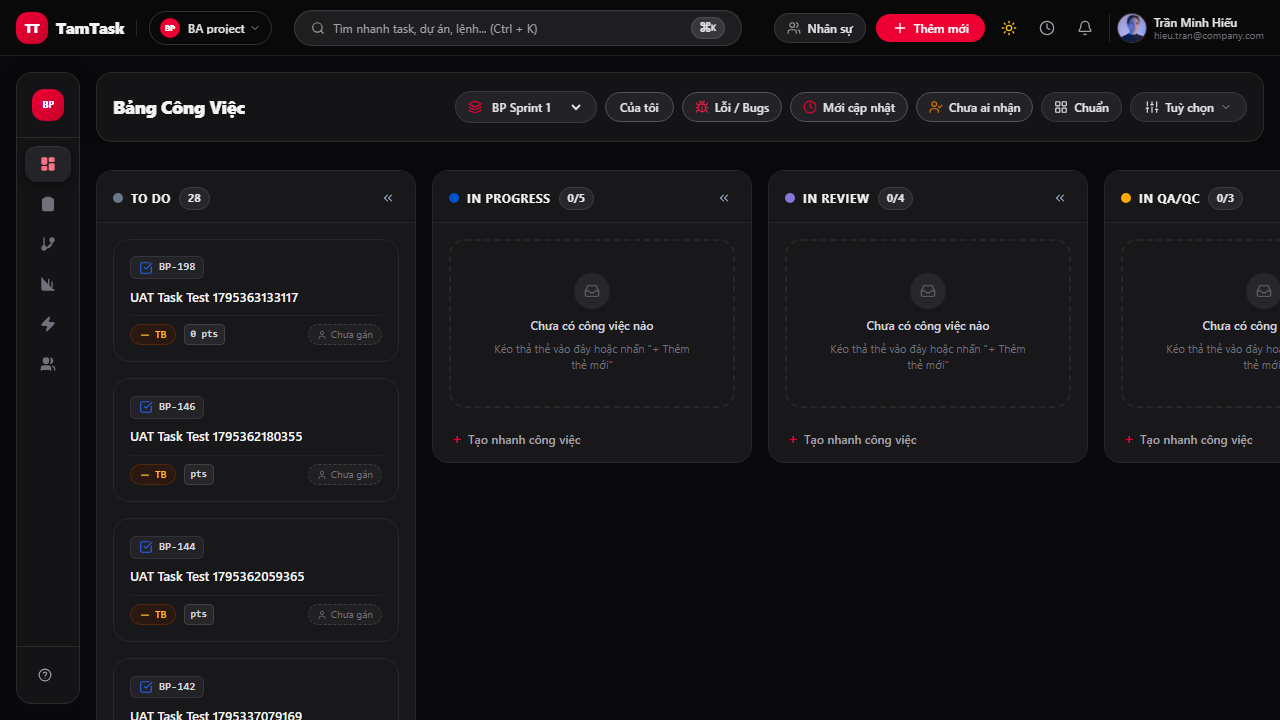 TT TamTask
BP BA project
Tìm nhanh task, dự án, lệnh... (Ctrl + K) ⌘K
Nhân sự
+ Thêm mới
Trần Minh Hiếu
hieu.tran@company.com
BP
Bảng Công Việc
BP Sprint 1
Của tôi
Lỗi / Bugs
Mới cập nhật
Chưa ai nhận
Chuẩn
Tuỳ chọn
TO DO 28
BP-198
UAT Task Test 1795363133117
TB 0 pts Chưa gán
BP-146
UAT Task Test 1795362180355
TB pts Chưa gán
BP-144
UAT Task Test 1795362059365
TB pts Chưa gán
BP-142
UAT Task Test 1795337079169
IN PROGRESS 0/5
Chưa có công việc nào
Kéo thả thẻ vào đây hoặc nhấn "+ Thêm
thẻ mới"
+ Tạo nhanh công việc
IN REVIEW 0/4
Chưa có công việc nào
Kéo thả thẻ vào đây hoặc nhấn "+ Thêm
thẻ mới"
+ Tạo nhanh công việc
IN QA/QC 0/3
Chưa có công
Kéo thả thẻ vào đây
thẻ mới
+ Tạo nhanh công việc